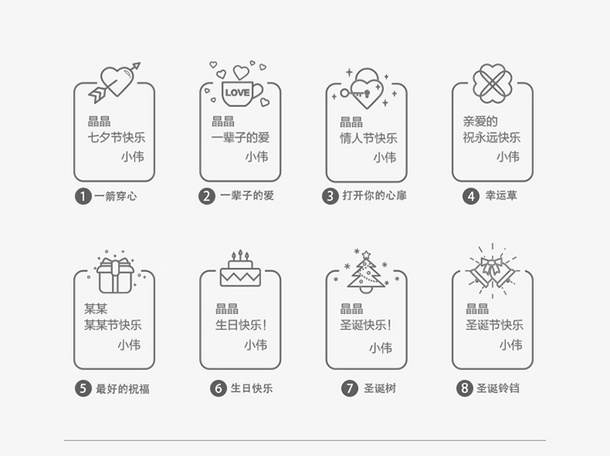 晶晶
七夕节快乐
小伟
1 一箭穿心
LOVE
晶晶
一辈子的爱
小伟
2 一辈子的爱
晶晶
情人节快乐
小伟
3 打开你的心扉
亲爱的
祝永远快乐
小伟
4 幸运草
某某
某某节快乐
小伟
5 最好的祝福
晶晶
生日快乐!
小伟
6 生日快乐
晶晶
圣诞快乐!
小伟
7 圣诞树
晶晶
圣诞节快乐
小伟
8 圣诞铃铛